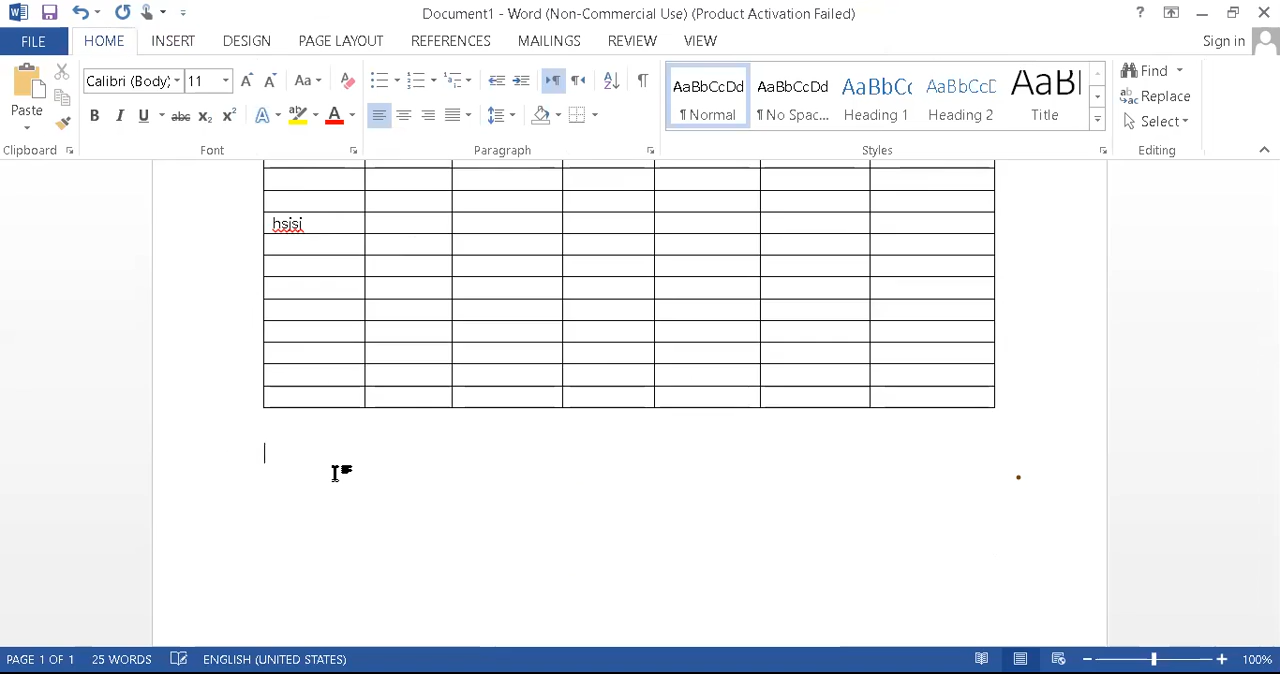 Document1 - Word (Non-Commercial Use) (Product Activation Failed)
FILE HOME INSERT DESIGN PAGE LAYOUT REFERENCES MAILINGS REVIEW VIEW Sign in
Paste
Calibri (Body) 11 Aa
AaBbCcDd AaBbCcDd AaBbCc AaBbCcD AaBl
¶ Normal ¶ No Spac... Heading 1 Heading 2 Title
Find
Replace
Select
Clipboard Font Paragraph Styles Editing
hsjsj
PAGE 1 OF 1 25 WORDS ENGLISH (UNITED STATES) 100%